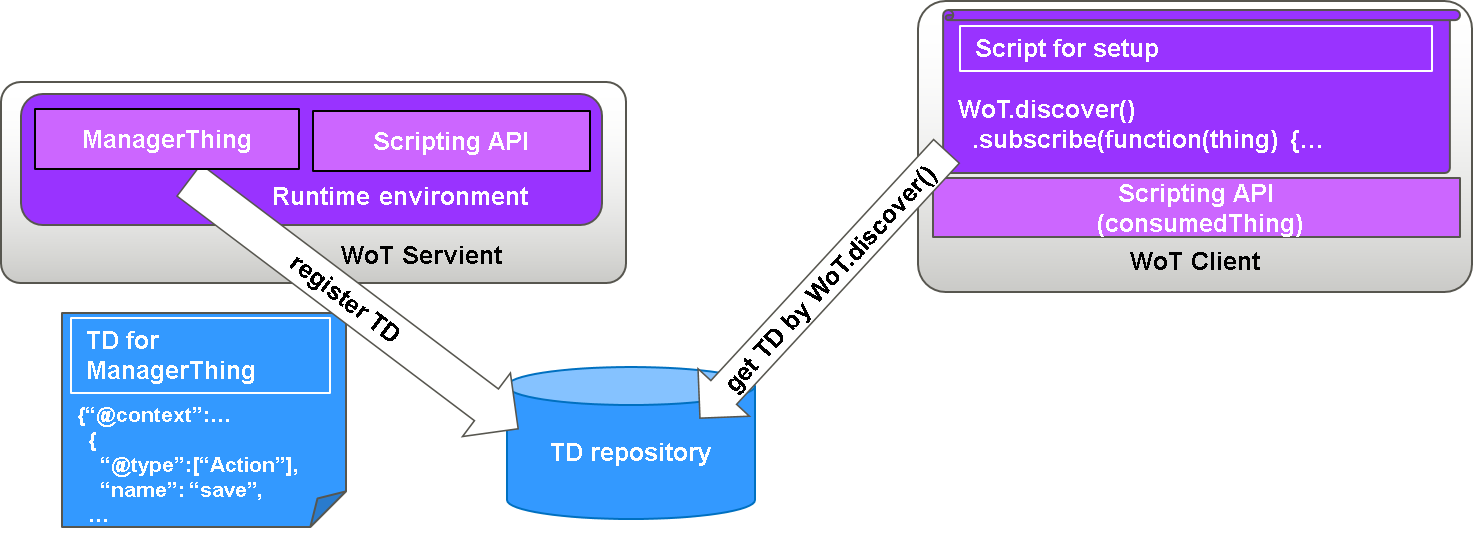 ManagerThing
Scripting API
Runtime environment
WoT Servient
register TD
TD for
ManagerThing
{“@context”:…
{
“@type”:[“Action”],
“name”: “save”,
…
TD repository
get TD by WoT.discover()
Script for setup
WoT.discover()
.subscribe(function(thing) {…
Scripting API
(consumedThing)
WoT Client